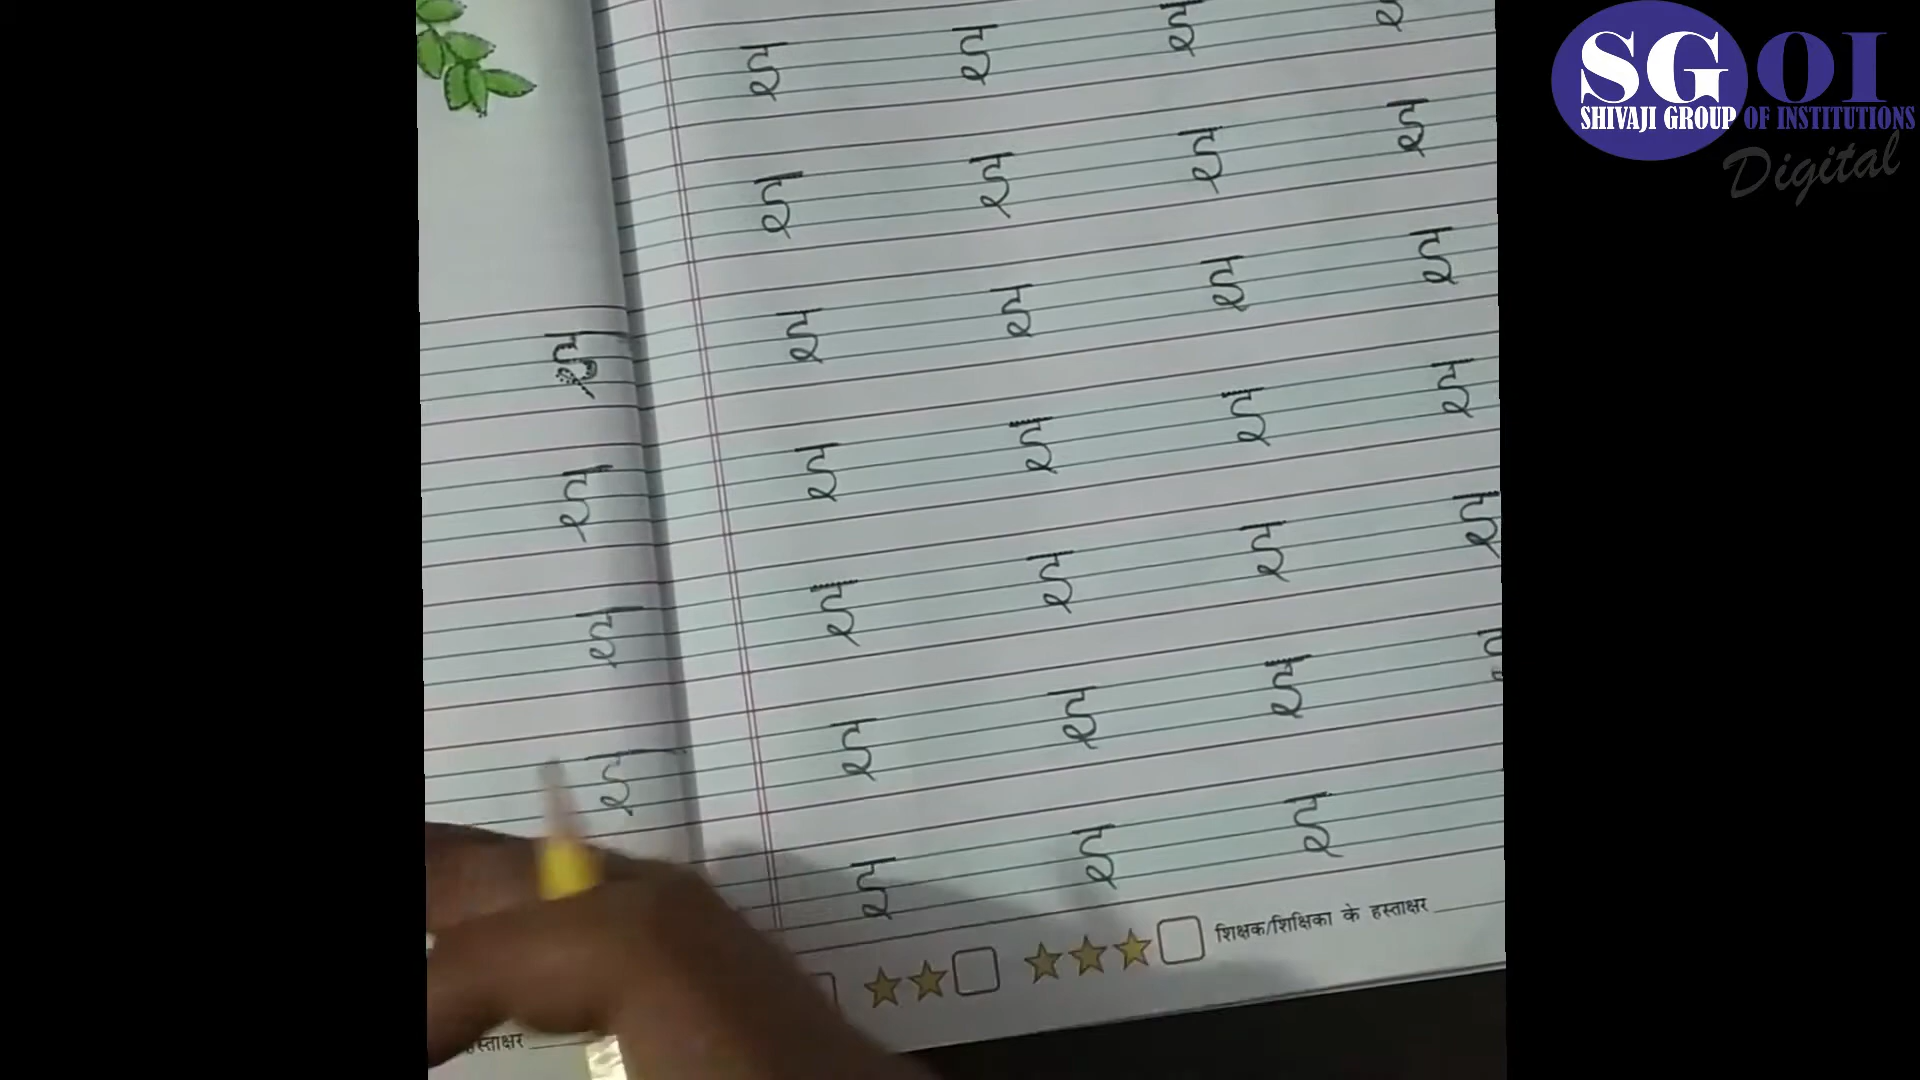 SGOI
SHIVAJI GROUP OF INSTITUTIONS
Digital
इ
इ
इ
इ
इ इ इ इ
इ इ इ इ
इ इ इ इ
इ इ इ इ
इ इ इ इ
इ इ इ इ
इ इ इ
शिक्षक/शिक्षिका के हस्ताक्षर
हस्ताक्षर